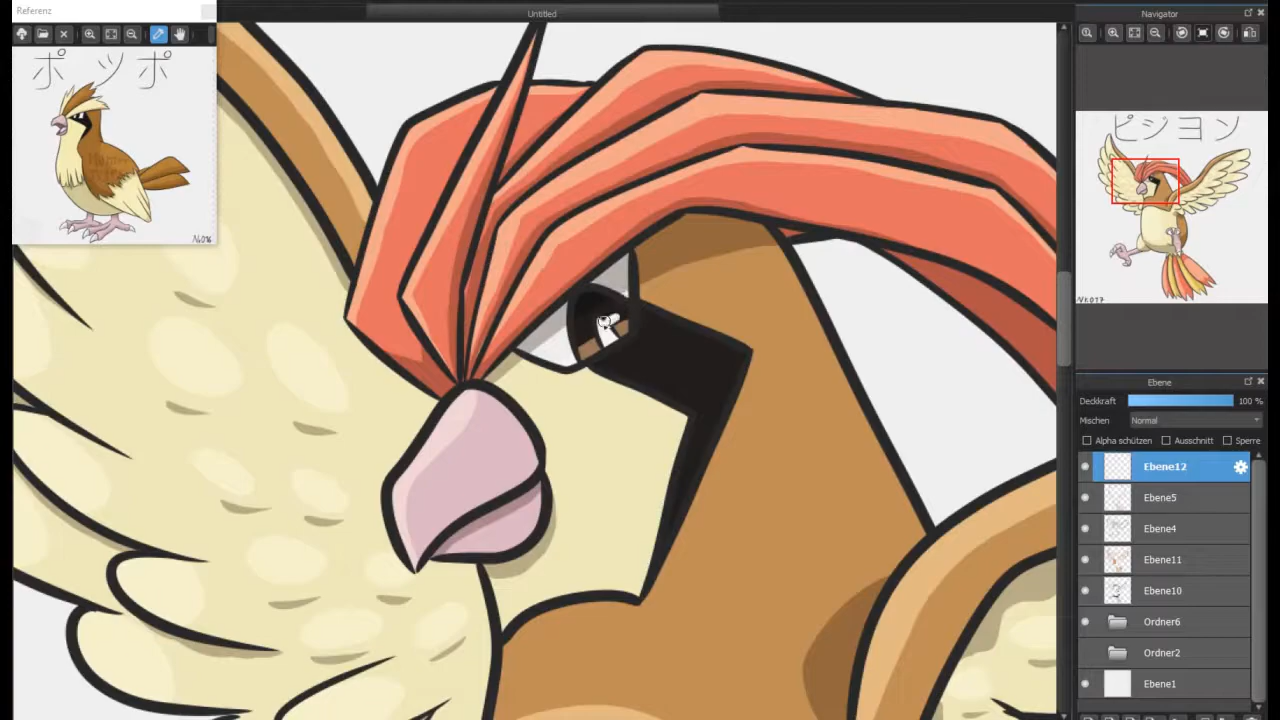 Referenz
Untitled
Navigator
ポッポ
ピジョン
Ebene
Deckkraft 100 %
Mischen Normal
Alpha schützen Ausschnitt Sperre
Ebene12
Ebene5
Ebene4
Ebene11
Ebene10
Ordner6
Ordner2
Ebene1